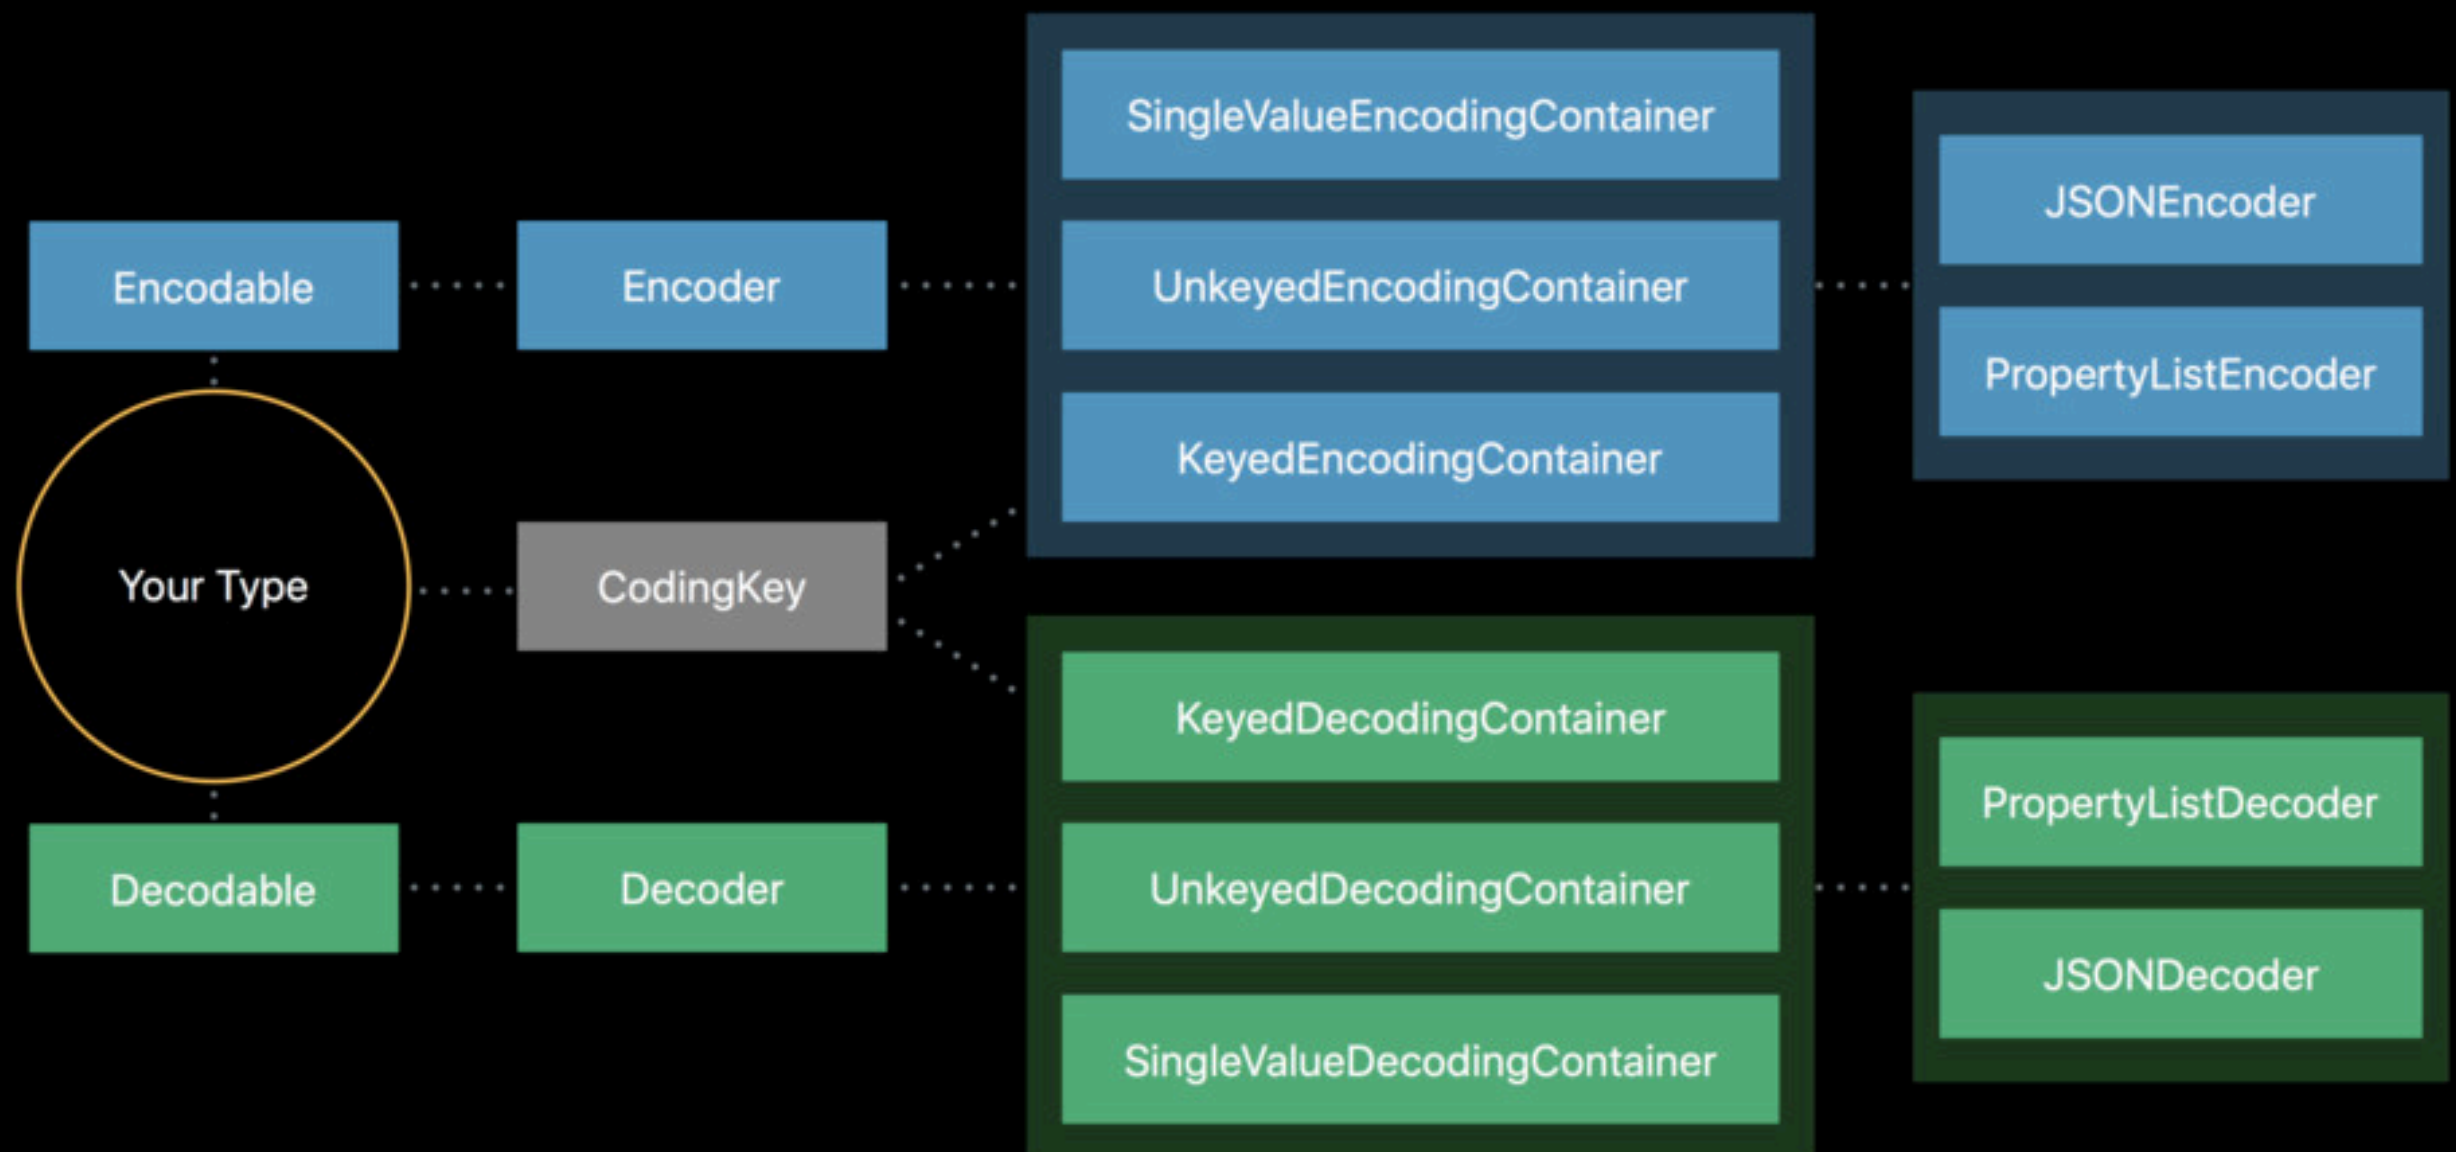 SingleValueEncodingContainer
JSONEncoder
Encodable
Encoder
UnkeyedEncodingContainer
PropertyListEncoder
KeyedEncodingContainer
Your Type
CodingKey
KeyedDecodingContainer
PropertyListDecoder
Decodable
Decoder
UnkeyedDecodingContainer
JSONDecoder
SingleValueDecodingContainer